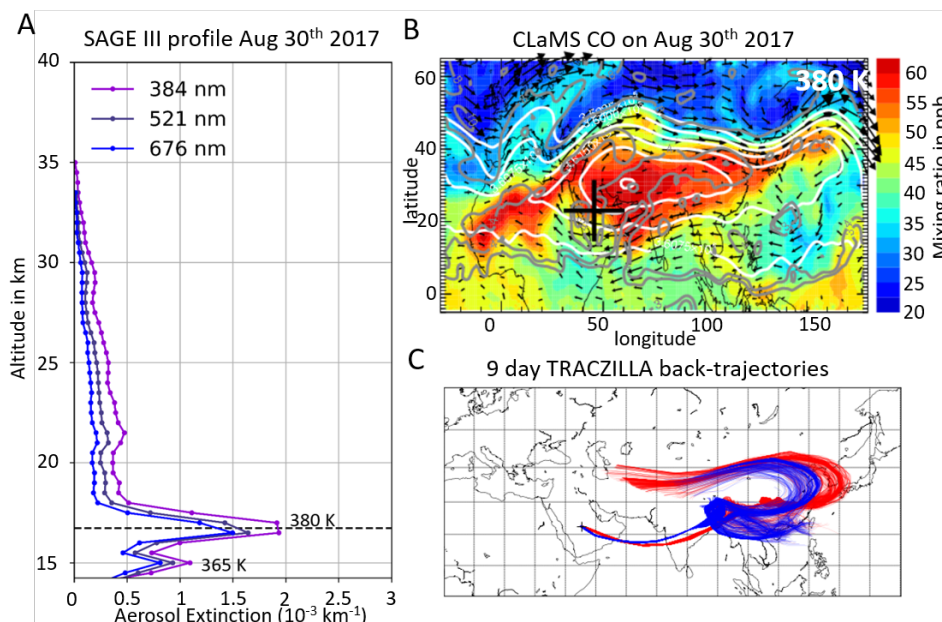 A
SAGE III profile Aug 30th 2017
384 nm
521 nm
676 nm
380 K
365 K
40
35
30
25
20
15
Altitude in km
0
0.5
1
1.5
2
2.5
3
Aerosol Extinction (10-3 km-1)
B
CLaMS CO on Aug 30th 2017
380 K
60
40
20
0
latitude
0
50
100
150
longitude
60
55
50
45
40
35
30
25
20
Mixing ratio in ppb
C
9 day TRACZILLA back-trajectories